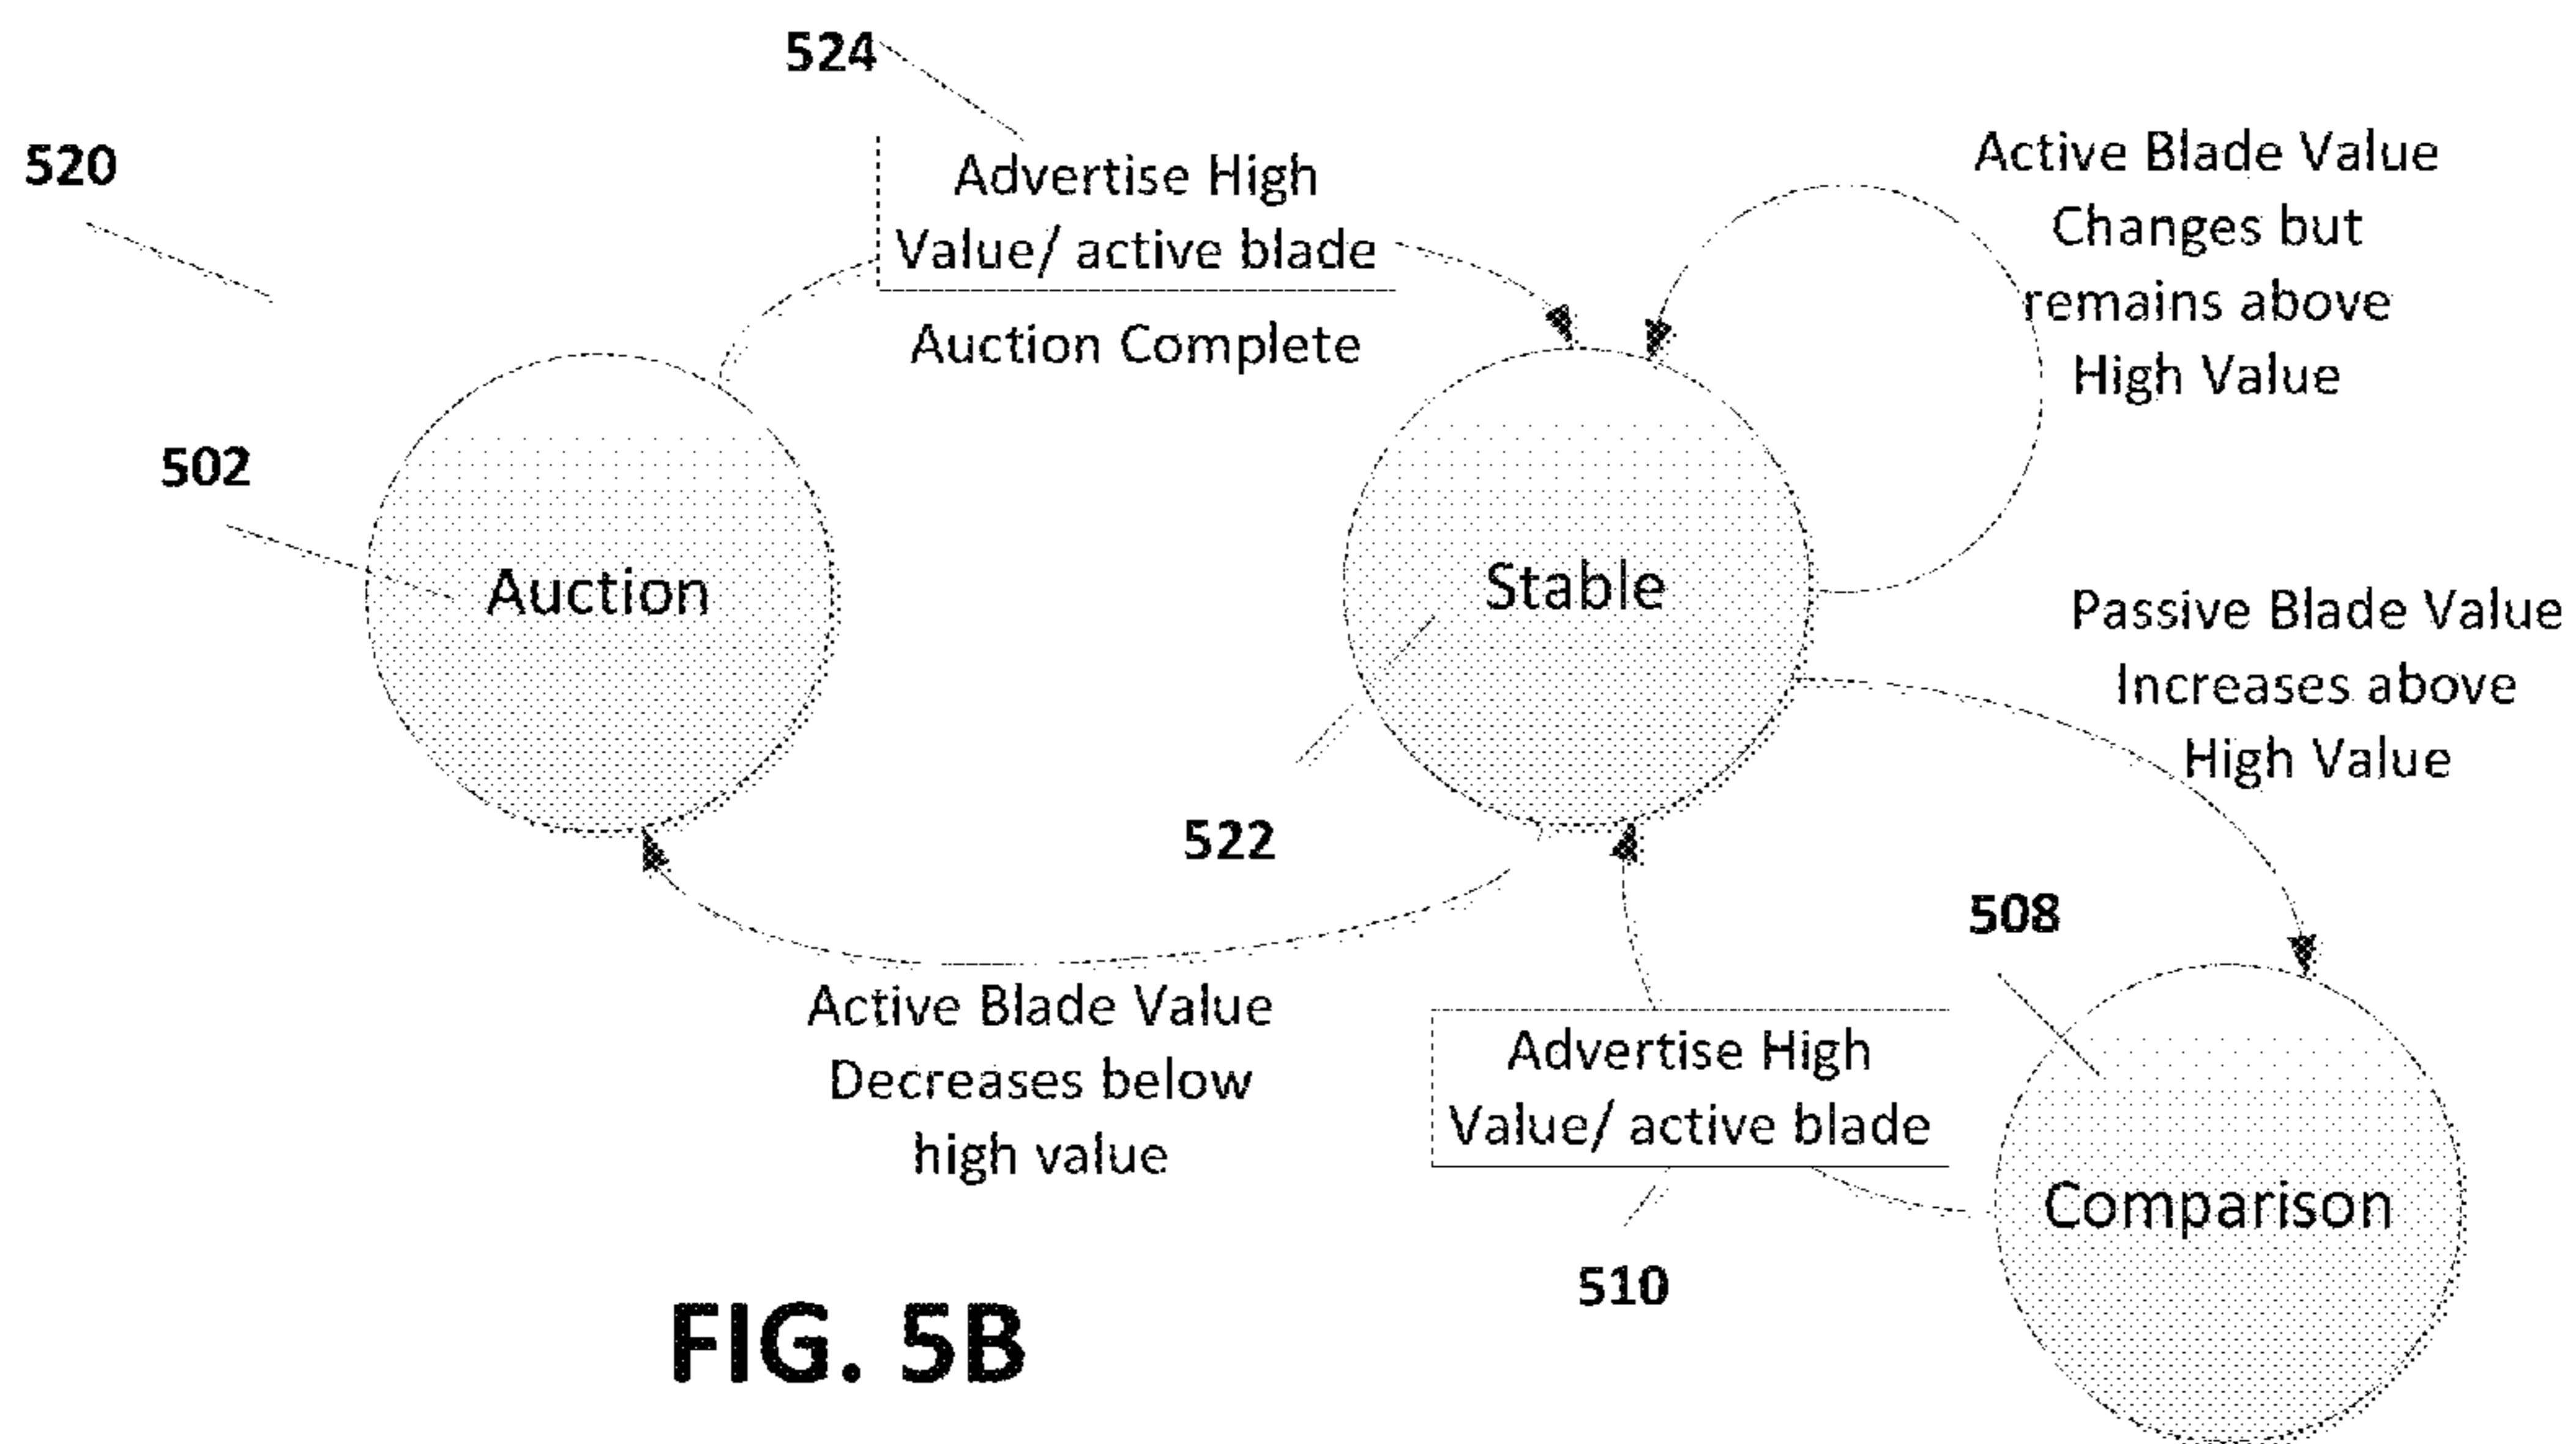 524
520
Advertise High
Value/ active blade
Auction Complete
Active Blade Value
Changes but
remains above
High Value
502
Auction
Stable
Passive Blade Value
Increases above
High Value
522
508
Active Blade Value
Decreases below
high value
Advertise High
Value/ active blade
Comparison
510
FIG. 5B